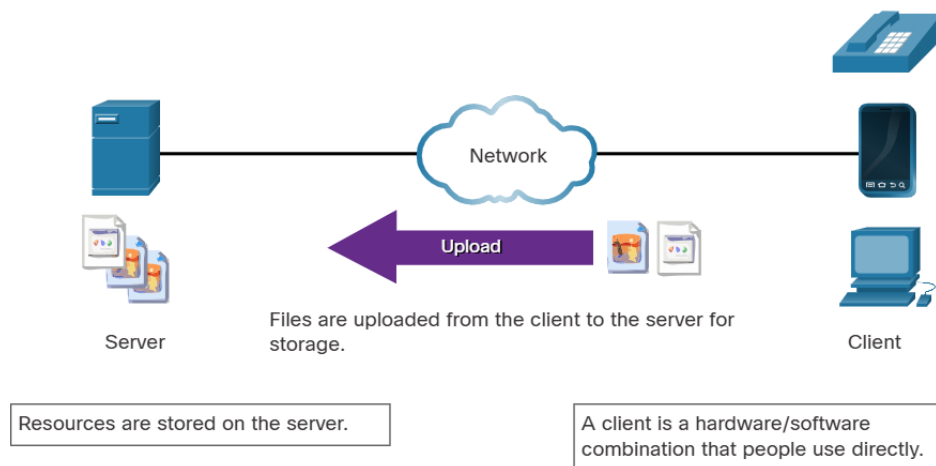 Network
Upload
Server
Files are uploaded from the client to the server for
storage.
Client
Resources are stored on the server.
A client is a hardware/software
combination that people use directly.